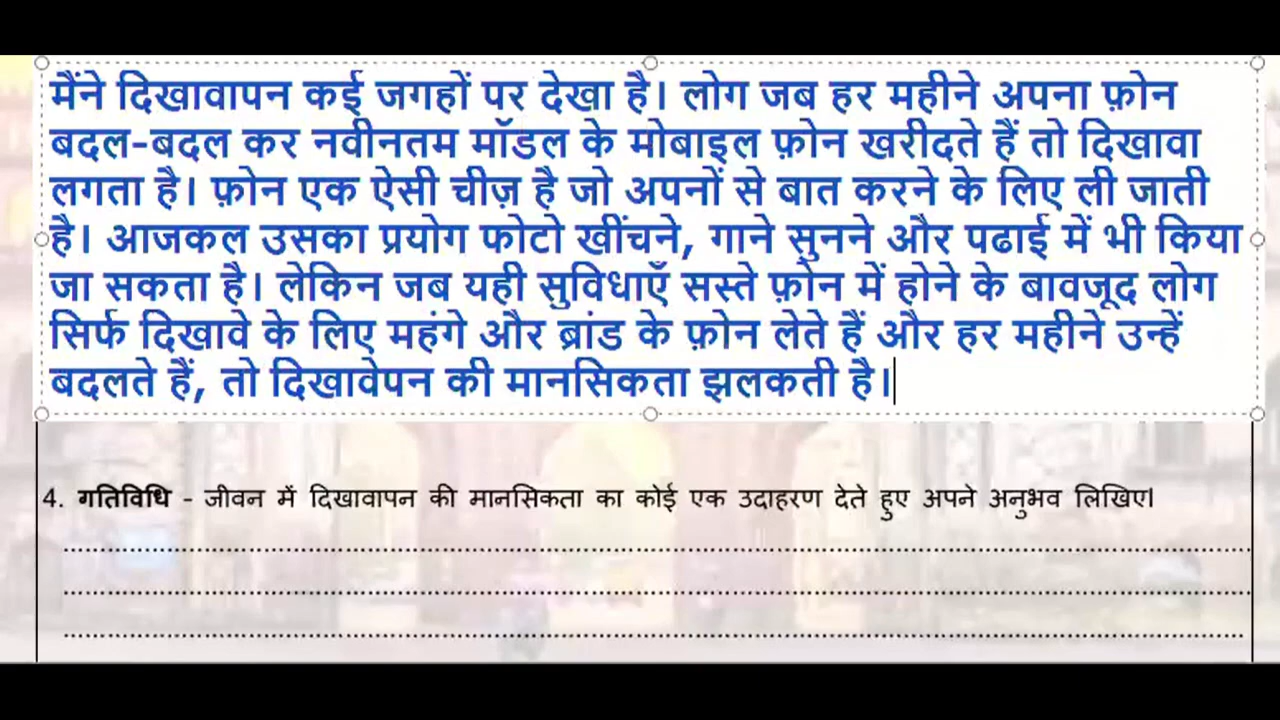 मैंने दिखावापन कई जगहों पर देखा है। लोग जब हर महीने अपना फ़ोन
बदल-बदल कर नवीनतम मॉडल के मोबाइल फ़ोन खरीदते हैं तो दिखावा
लगता है। फ़ोन एक ऐसी चीज़ है जो अपनों से बात करने के लिए ली जाती
है। आजकल उसका प्रयोग फोटो खींचने, गाने सुनने और पढाई में भी किया
जा सकता है। लेकिन जब यही सुविधाएँ सस्ते फ़ोन में होने के बावजूद लोग
सिर्फ दिखावे के लिए महंगे और ब्रांड के फ़ोन लेते हैं और हर महीने उन्हें
बदलते हैं, तो दिखावेपन की मानसिकता झलकती है।
4. गतिविधि - जीवन में दिखावापन की मानसिकता का कोई एक उदाहरण देते हुए अपने अनुभव लिखिए।